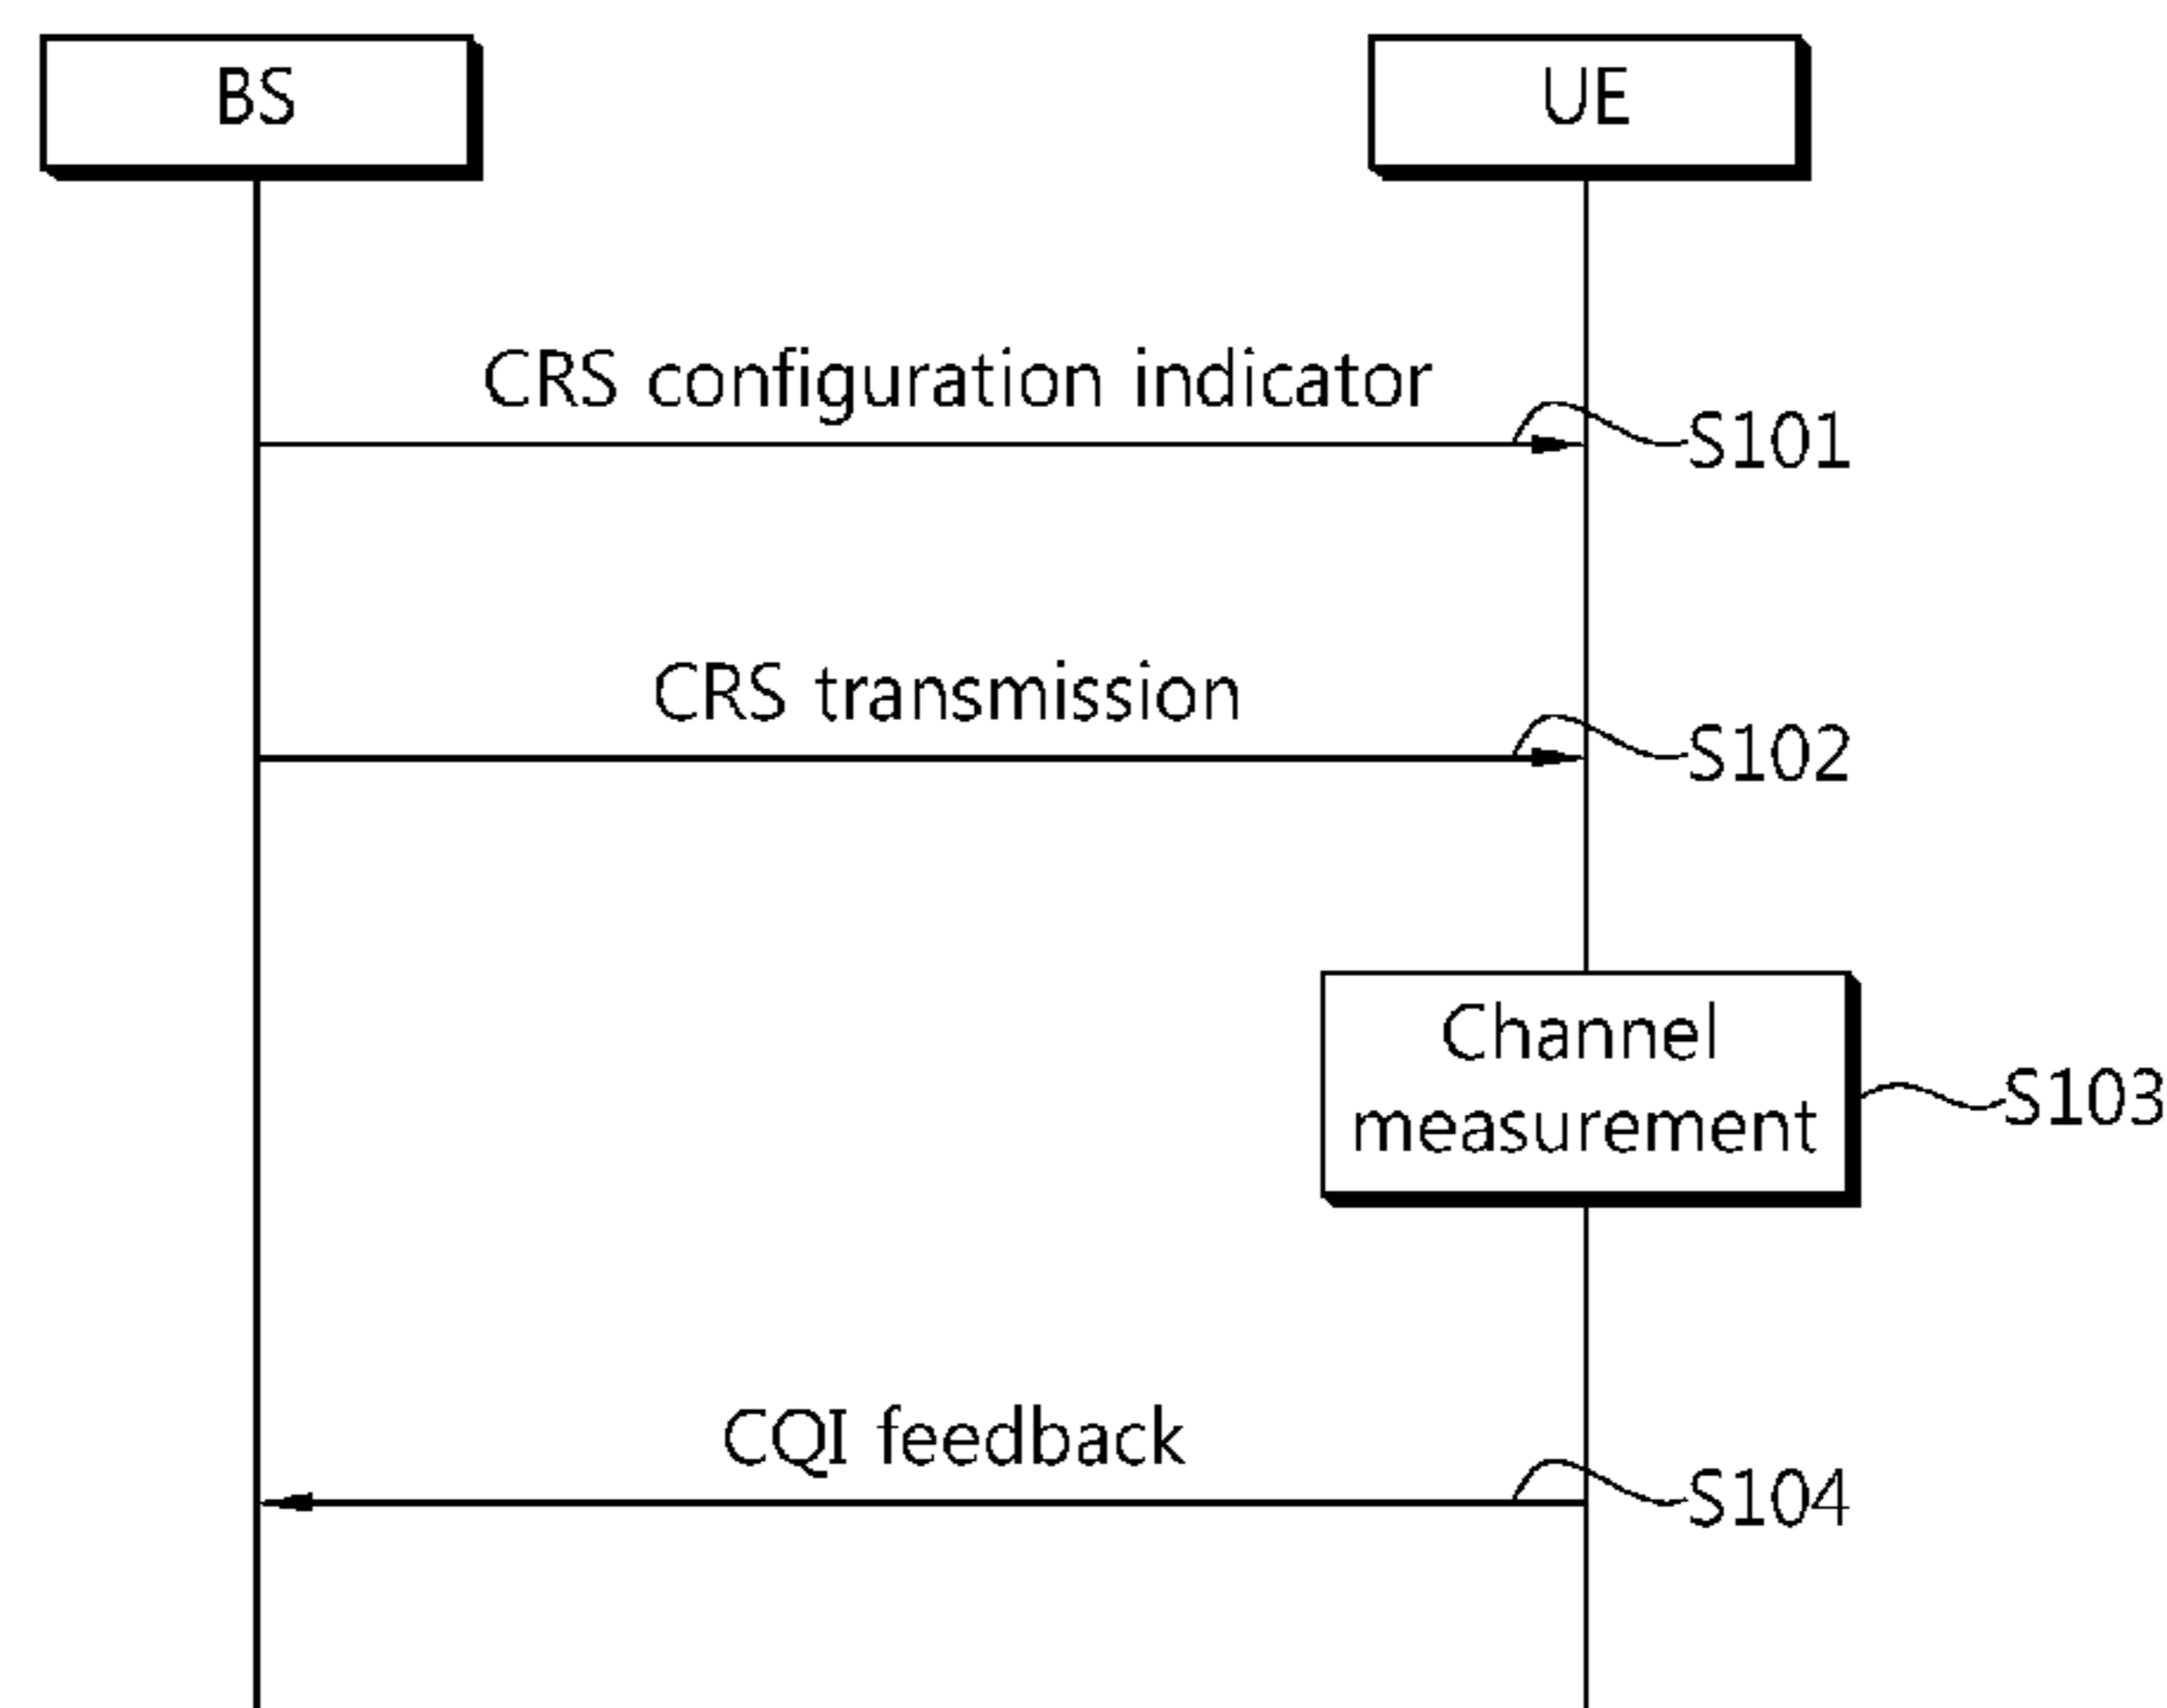 BS
UE
CRS configuration indicator
S101
CRS transmission
S102
Channel
measurement
S103
CQI feedback
S104